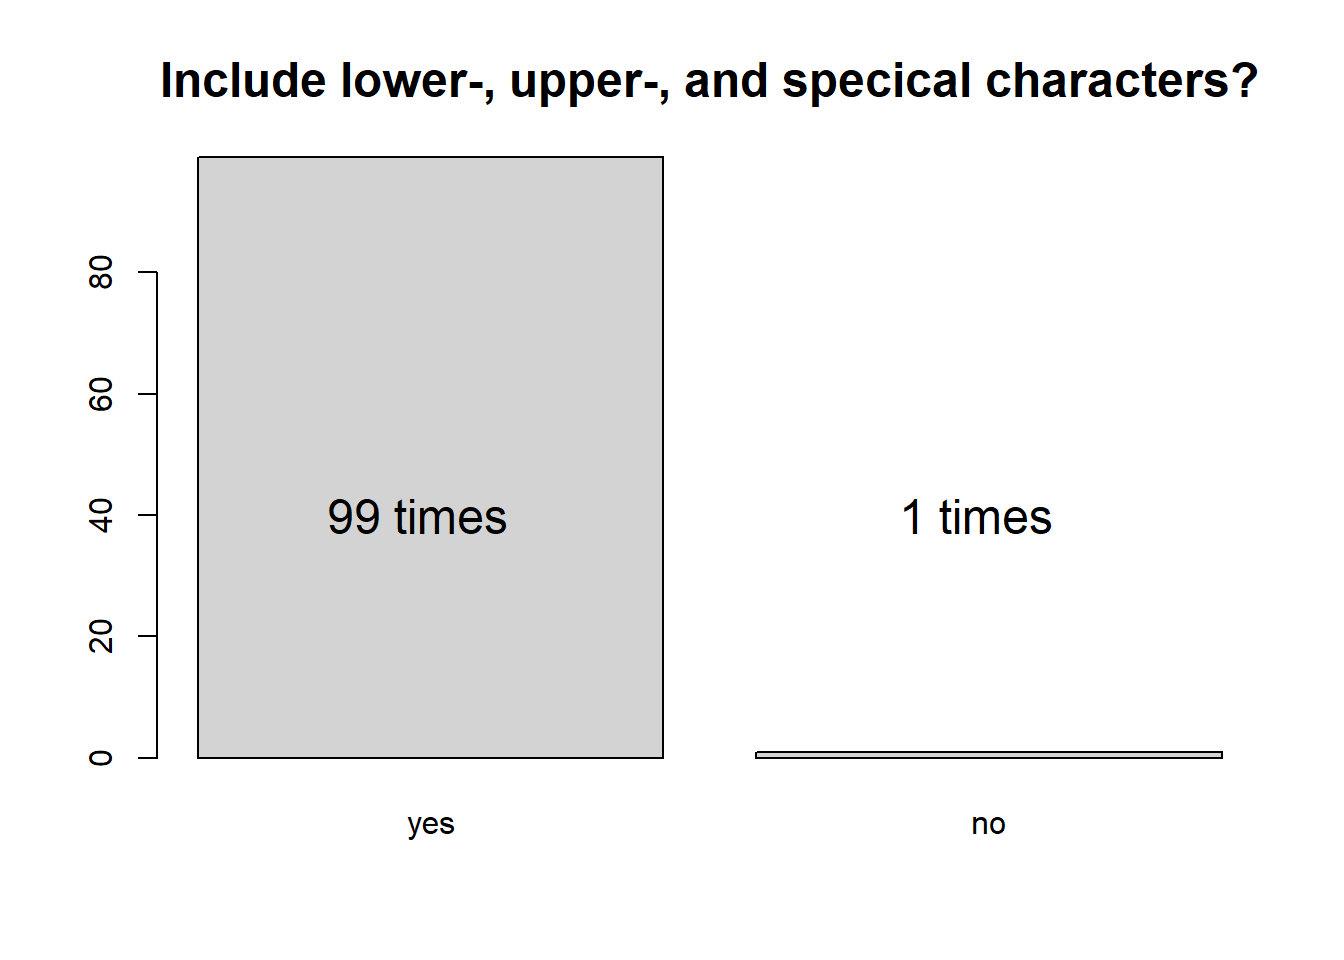 Include lower-, upper-, and specical characters?
80
60
40
20
0
99 times
1 times
yes
no